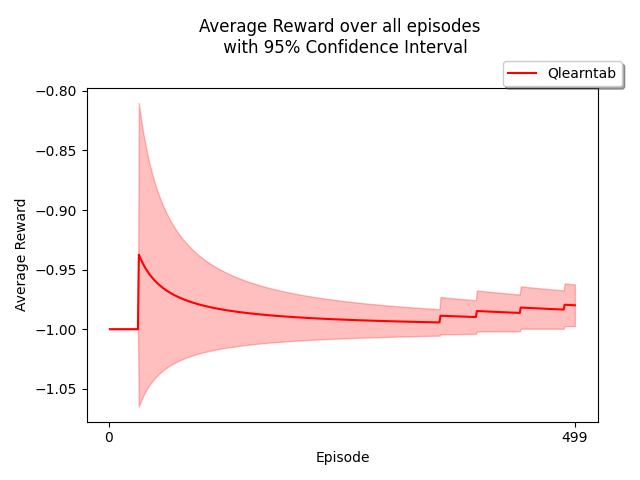 Average Reward over all episodes
with 95% Confidence Interval
Qlearntab
−0.80
−0.85
−0.90
−0.95
−1.00
−1.05
Average Reward
0
499
Episode